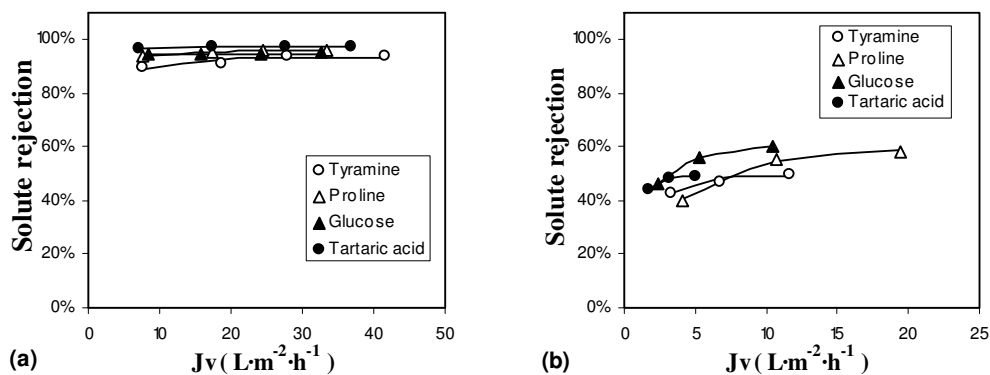 100%
80%
60%
40%
20%
0%
Solute rejection
Tyramine
Proline
Glucose
Tartaric acid
0 10 20 30 40 50
Jv ( L·m-2·h-1 )
(a)
100%
80%
60%
40%
20%
0%
Solute rejection
Tyramine
Proline
Glucose
Tartaric acid
0 5 10 15 20 25
Jv ( L·m-2·h-1 )
(b)